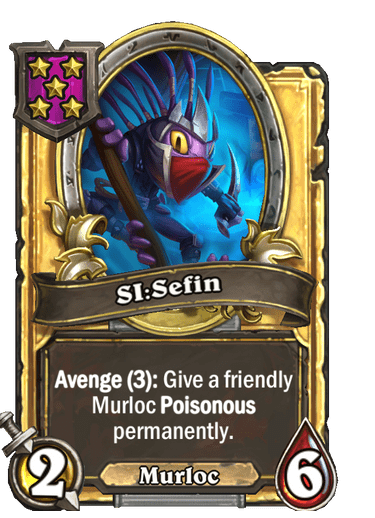 SI:Sefin
Avenge (3): Give a friendly
Murloc Poisonous
permanently.
2
Murloc
6